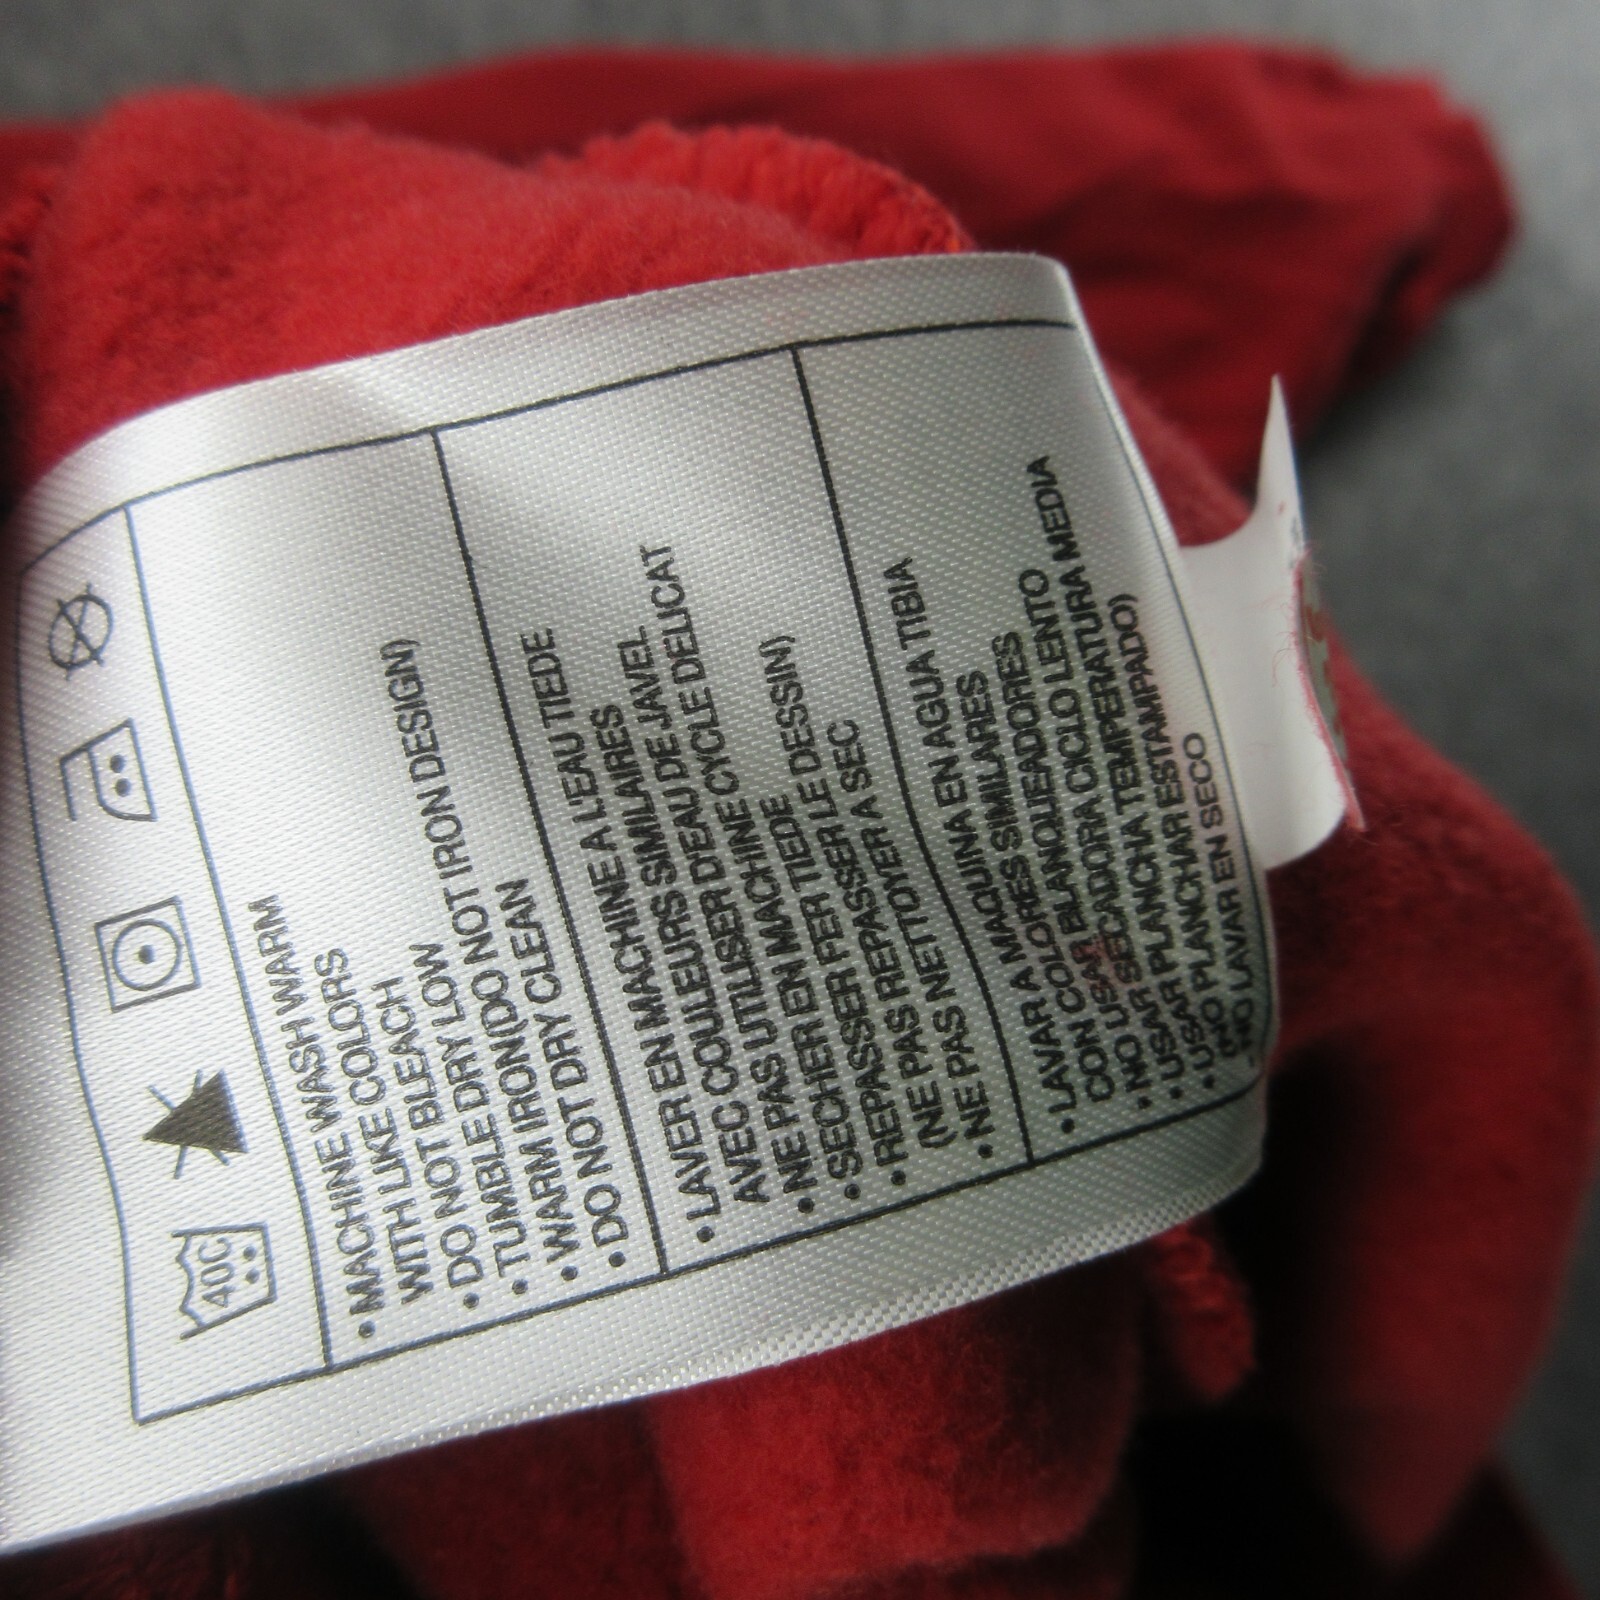 40C
• MACHINE WASH WARM
WITH LIKE COLORS
• DO NOT BLEACH
• TUMBLE DRY LOW
• WARM IRON(DO NOT IRON DESIGN)
• DO NOT DRY CLEAN
• LAVER EN MACHINE A L'EAU TIEDE
AVEC COULEURS SIMILAIRES
• NE PAS UTILISER D'EAU DE JAVEL
• SECHER EN MACHINE CYCLE DELICAT
• REPASSER FER TIEDE
(NE PAS REPASSER LE DESSIN)
• NE PAS NETTOYER A SEC
• LAVAR A MAQUINA EN AGUA TIBIA
CON COLORES SIMILARES
• NO USAR BLANQUEADORES
• USAR SECADORA CICLO LENTO
• USAR PLANCHA TEMPERATURA MEDIA
(NO PLANCHAR ESTAMPADO)
• NO LAVAR EN SECO